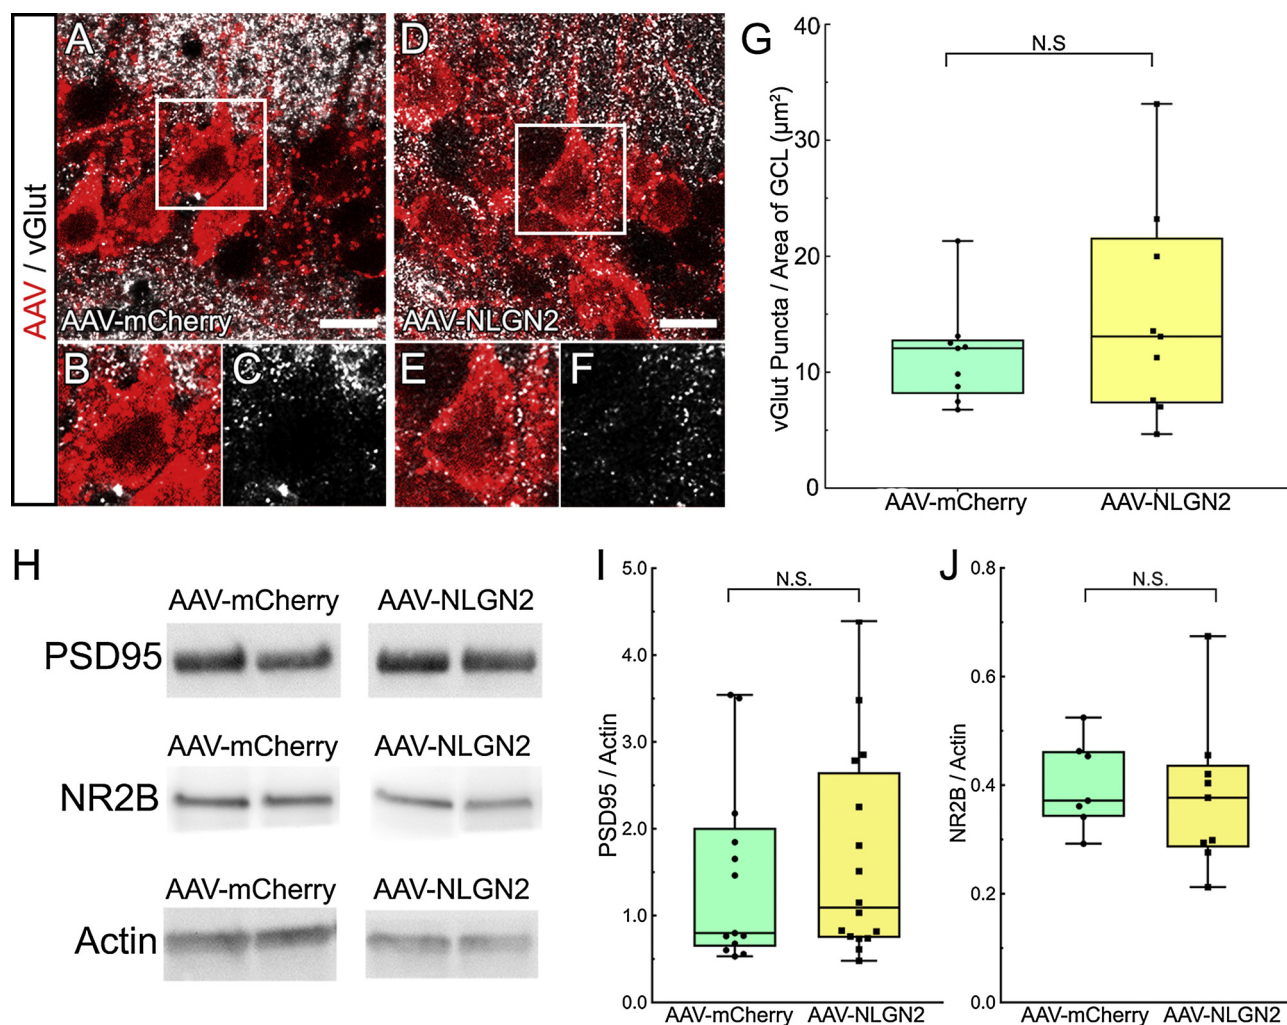 A
D
AAV / vGlut
AAV-mCherry
AAV-NLGN2
B
C
E
F
G
N.S
vGlut Puncta / Area of GCL (µm²)
40
30
20
10
0
AAV-mCherry
AAV-NLGN2
H
AAV-mCherry
AAV-NLGN2
PSD95
AAV-mCherry
AAV-NLGN2
NR2B
AAV-mCherry
AAV-NLGN2
Actin
I
N.S.
PSD95 / Actin
5.0
4.0
3.0
2.0
1.0
0.0
AAV-mCherry
AAV-NLGN2
J
N.S.
NR2B / Actin
0.8
0.6
0.4
0.2
0.0
AAV-mCherry
AAV-NLGN2